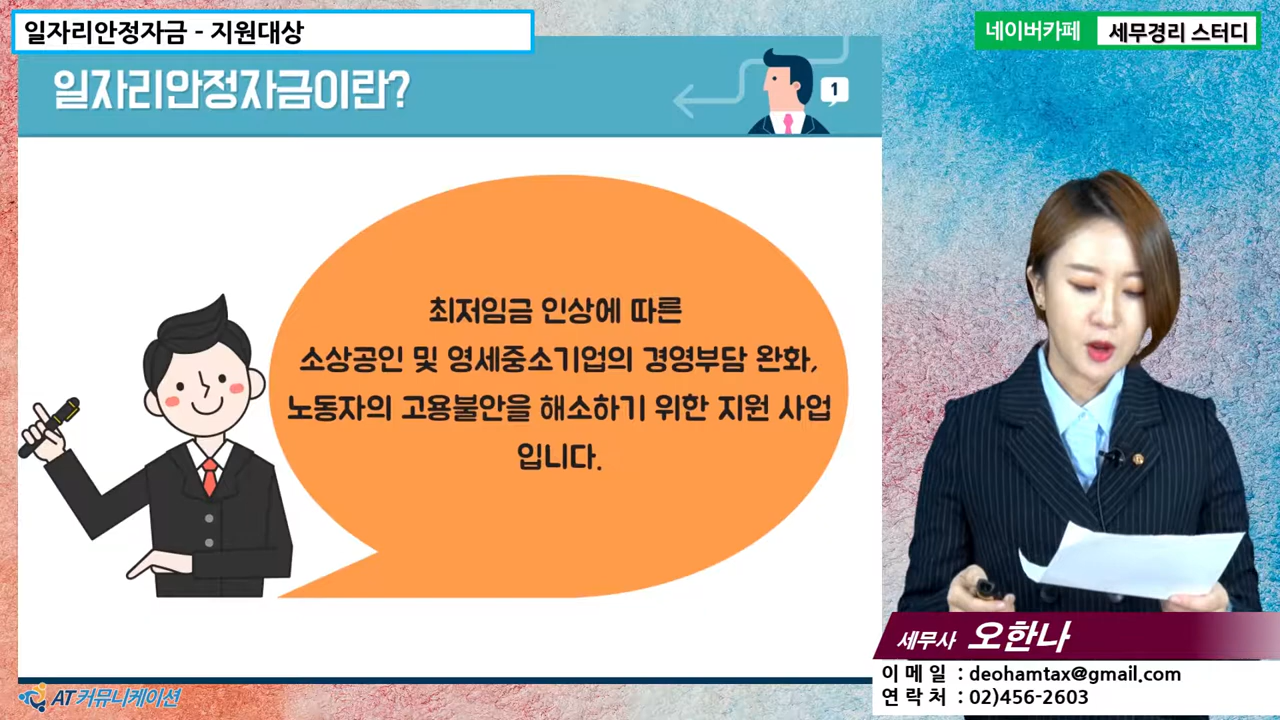 일자리안정자금 - 지원대상
네이버카페 세무경리 스터디
일자리안정자금이란?
1
최저임금 인상에 따른
소상공인 및 영세중소기업의 경영부담 완화,
노동자의 고용불안을 해소하기 위한 지원 사업
입니다.
세무사 오한나
이 메 일 : deohamtax@gmail.com
연 락 처 : 02)456-2603
AT커뮤니케이션